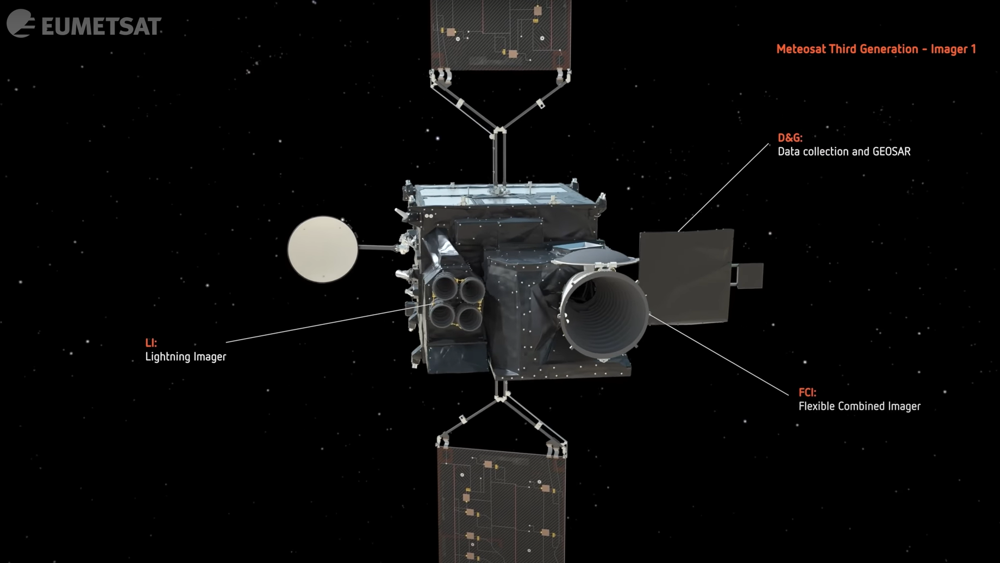 EUMETSAT
Meteosat Third Generation - Imager 1
D&G:
Data collection and GEOSAR
LI:
Lightning Imager
FCI:
Flexible Combined Imager